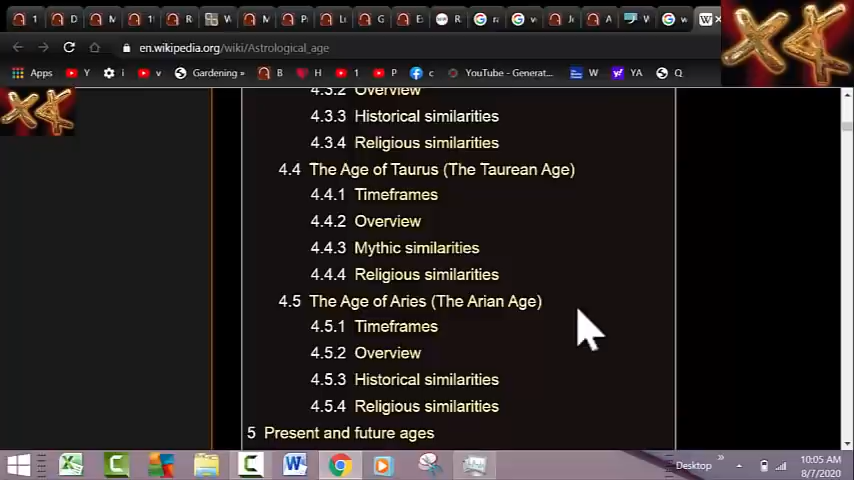 D
1
R
W
M
P
L
G
E
R
ra
v
J
A
W
v
W
en.wikipedia.org/wiki/Astrological_age
Apps
Y
i
v
Gardening »
B
H
1
P
c
YouTube - Generat...
W
YA
Q
4.3.2 Overview
4.3.3 Historical similarities
4.3.4 Religious similarities
4.4 The Age of Taurus (The Taurean Age)
4.4.1 Timeframes
4.4.2 Overview
4.4.3 Mythic similarities
4.4.4 Religious similarities
4.5 The Age of Aries (The Arian Age)
4.5.1 Timeframes
4.5.2 Overview
4.5.3 Historical similarities
4.5.4 Religious similarities
5 Present and future ages
Desktop »
10:05 AM
8/7/2020